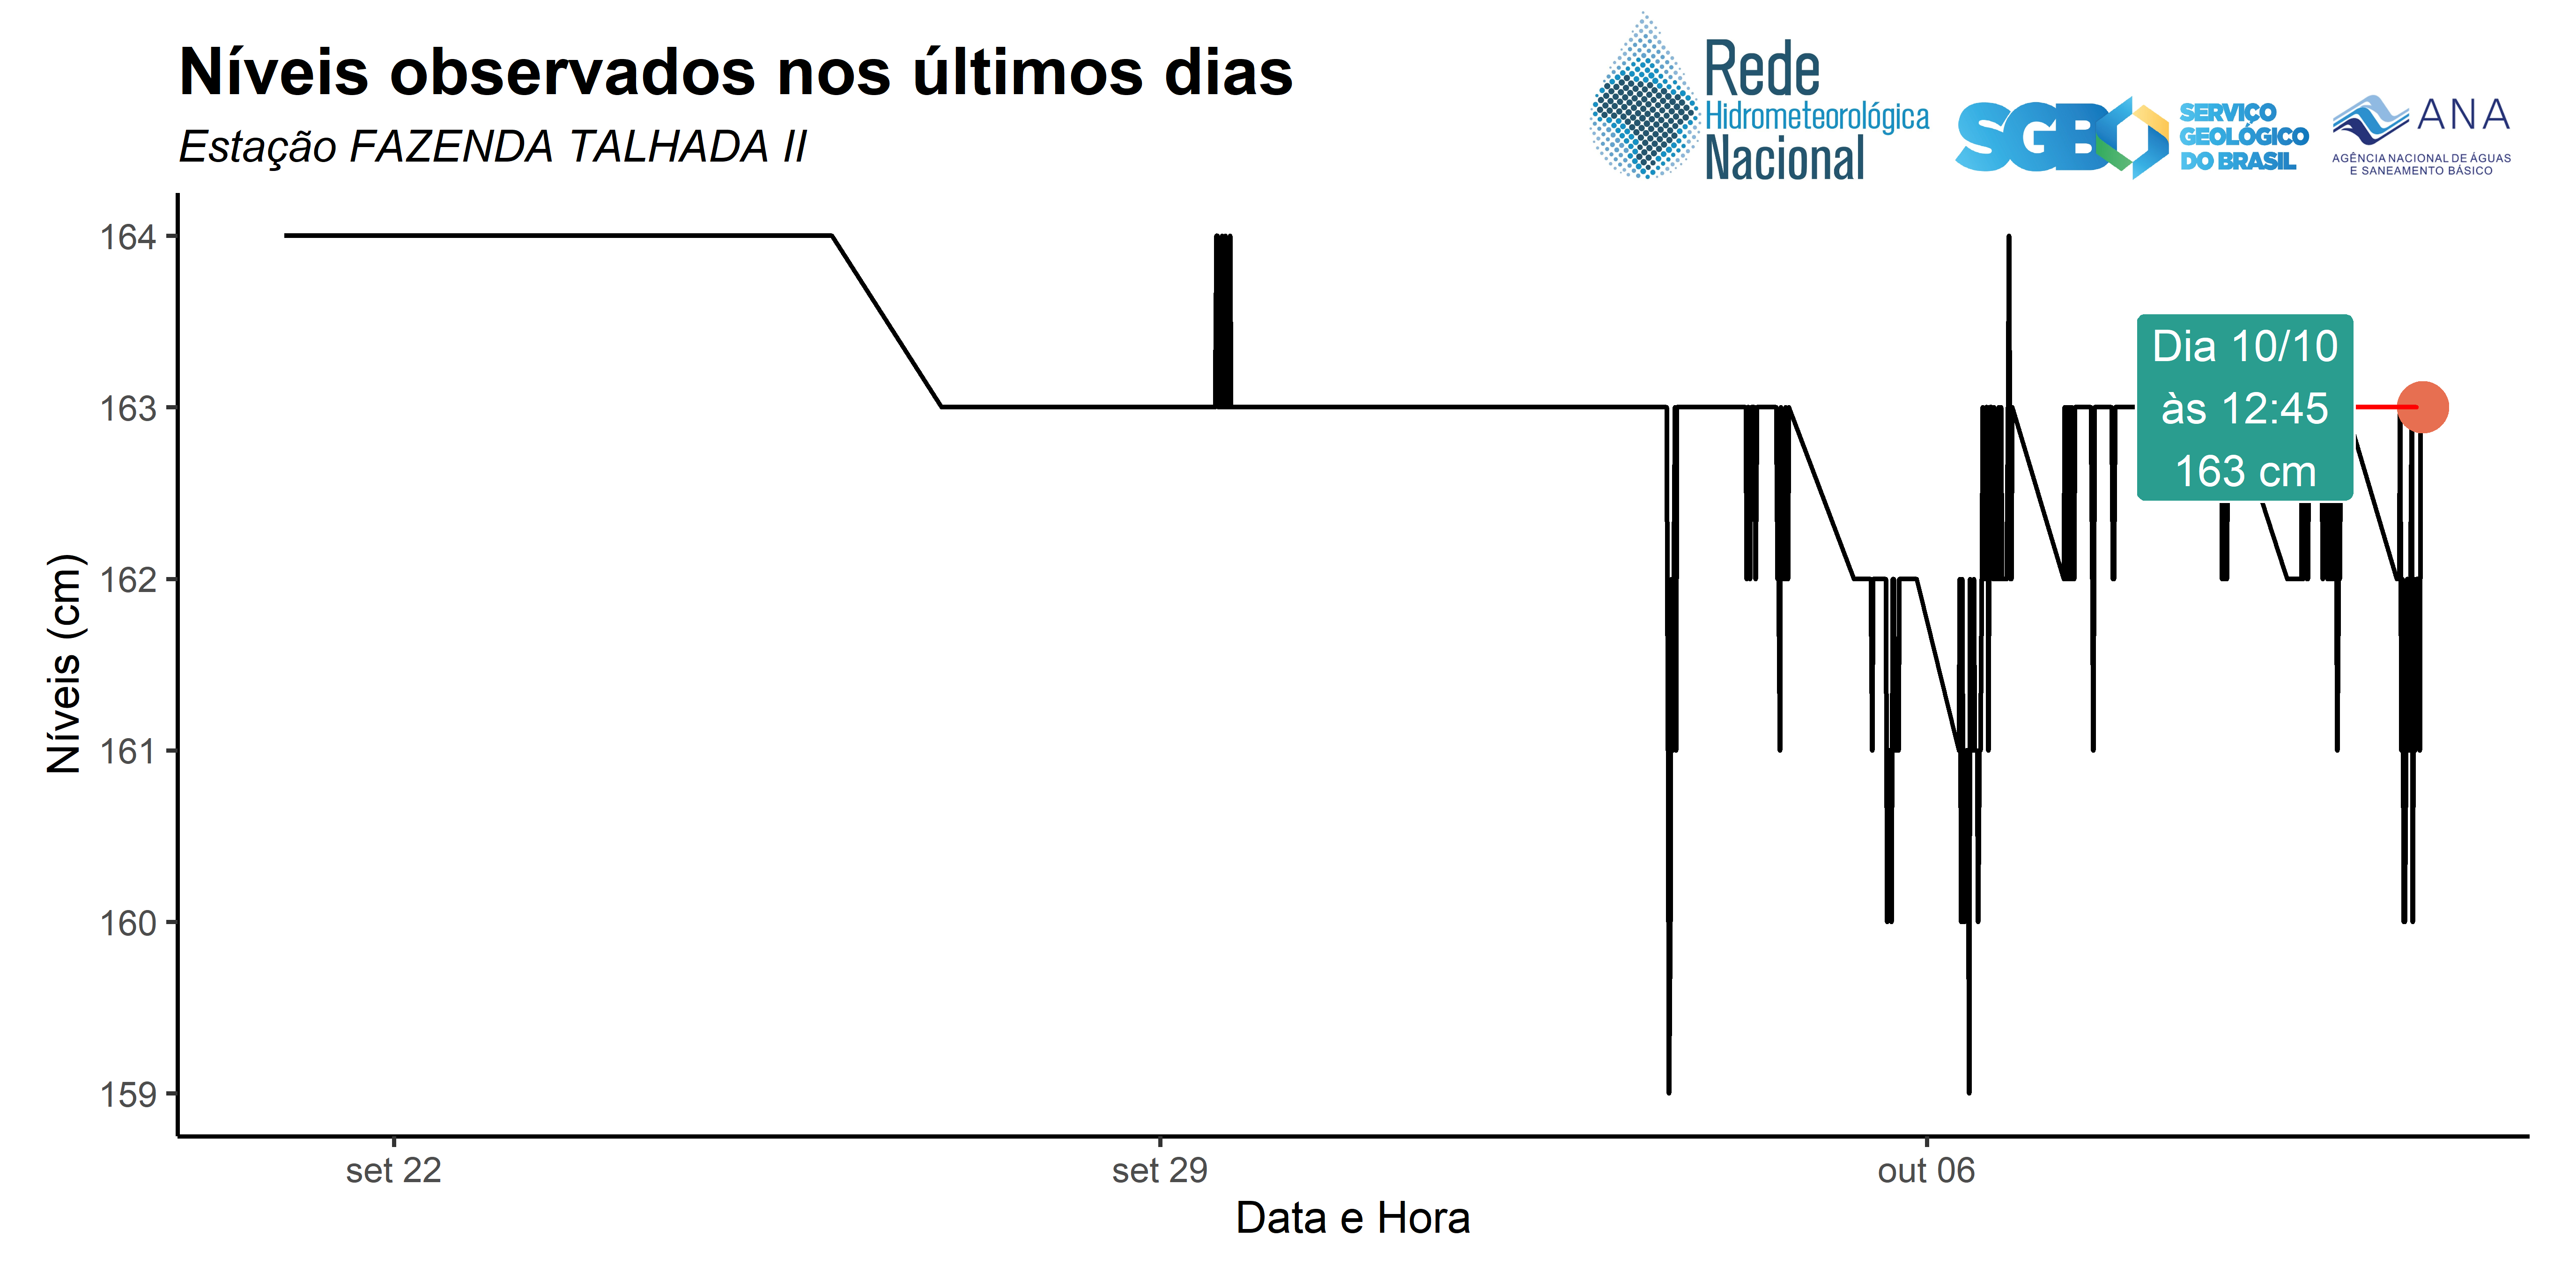 Níveis observados nos últimos dias
Estação FAZENDA TALHADA II
Rede
Hidrometeorológica
Nacional
SGB
SERVIÇO
GEOLÓGICO
DO BRASIL
ANA
AGÊNCIA NACIONAL DE ÁGUAS
E SANEAMENTO BÁSICO
164
163
162
161
160
159
Níveis (cm)
Dia 10/10
às 12:45
163 cm
set 22
set 29
out 06
Data e Hora